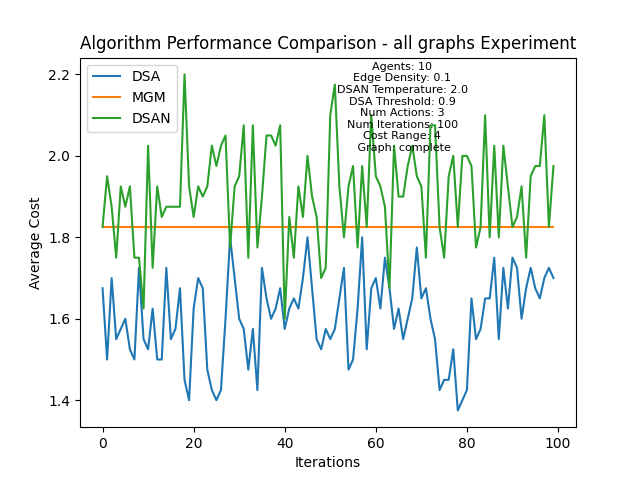 Algorithm Performance Comparison - all graphs Experiment
DSA
MGM
DSAN
Agents: 10
Edge Density: 0.1
DSAN Temperature: 2.0
DSA Threshold: 0.9
Num Actions: 3
Num Iterations: 100
Cost Range: 4
Graph: complete
Average Cost
2.2
2.0
1.8
1.6
1.4
0 20 40 60 80 100
Iterations